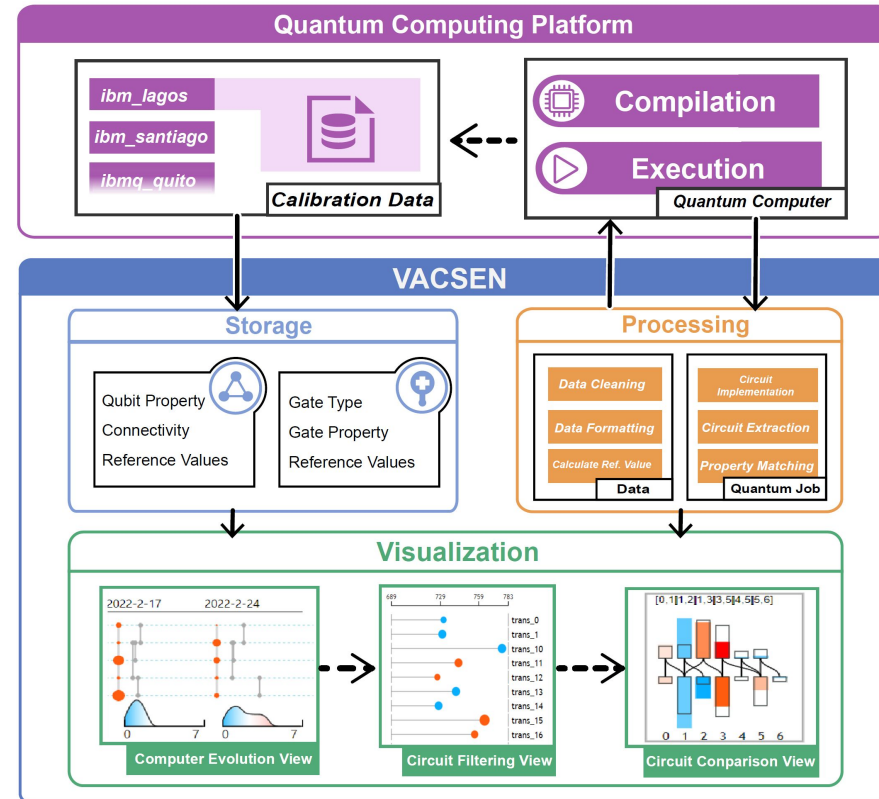 Quantum Computing Platform
ibm_lagos
ibm_santiago
ibmq_quito
Calibration Data
Compilation
Execution
Quantum Computer
VACSEN
Storage
Qubit Property
Connectivity
Reference Values
Gate Type
Gate Property
Reference Values
Processing
Data Cleaning
Data Formatting
Calculate Ref. Value
Data
Circuit
Implementation
Circuit Extraction
Property Matching
Quantum Job
Visualization
2022-2-17 2022-2-24
0 7 0 7
Computer Evolution View
689 729 759 783
trans_0
trans_1
trans_10
trans_11
trans_12
trans_13
trans_14
trans_15
trans_16
Circuit Filtering View
[0,1][1,2][1,3][3,5][4,5][5,6]
0 1 2 3 4 5 6
Circuit Conparison View